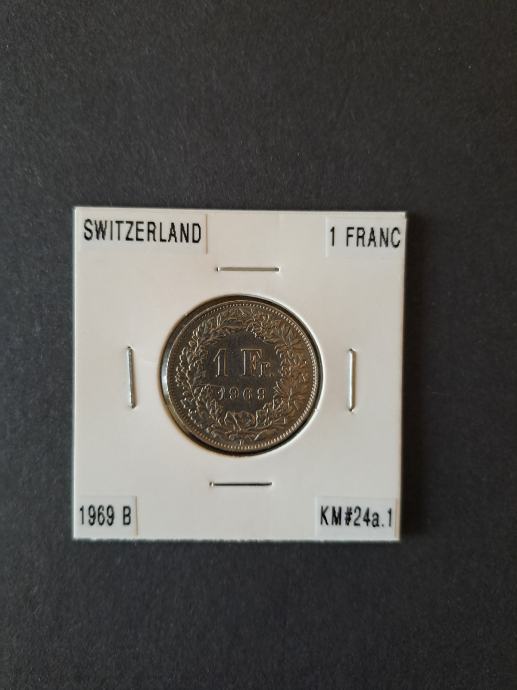 SWITZERLAND
1 FRANC
1 Fr.
1969
B
1969 B
KM#24a.1